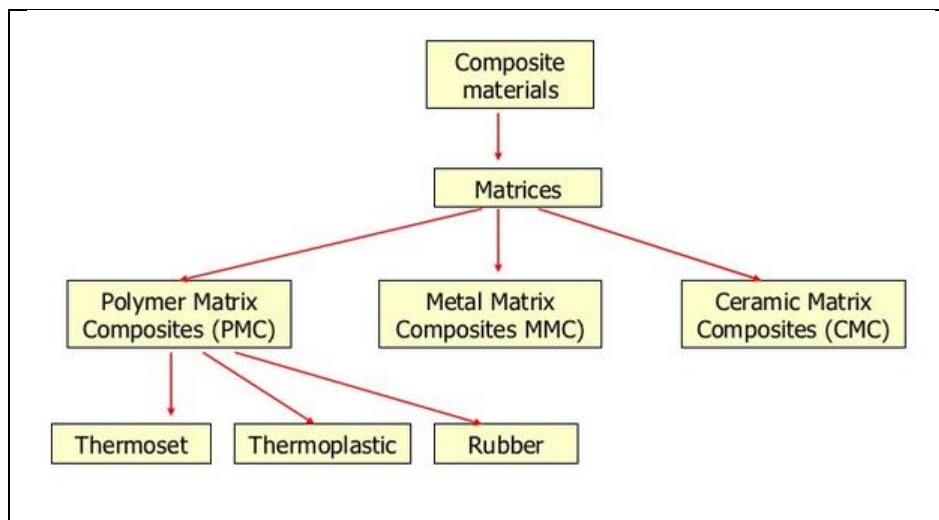 Composite
materials
Matrices
Polymer Matrix
Composites (PMC)
Metal Matrix
Composites MMC)
Ceramic Matrix
Composites (CMC)
Thermoset
Thermoplastic
Rubber